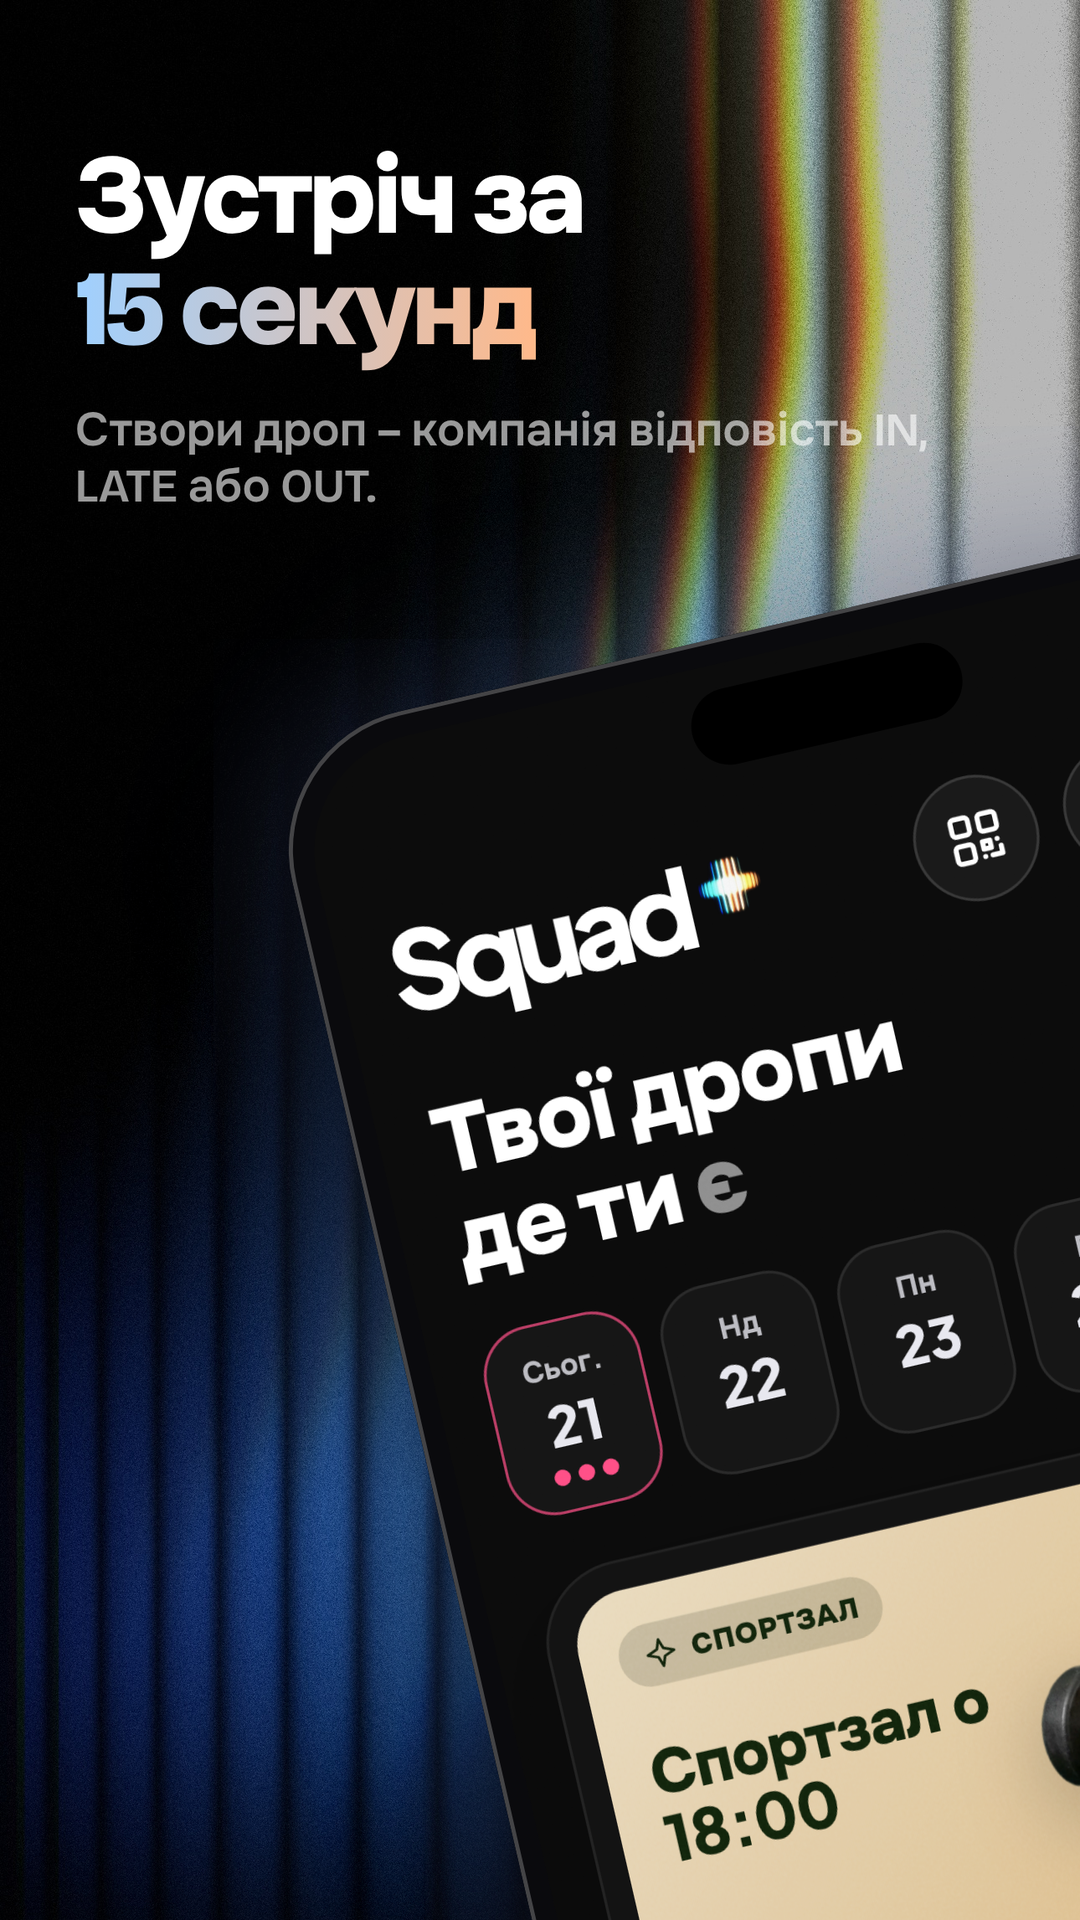 Зустріч за
15 секунд
Створи дроп – компанія відповість IN,
LATE або OUT.
Squad
Твої дропи
де ти є
Сьог.
21
Нд
22
Пн
23
СПОРТЗАЛ
Спортзал о
18:00